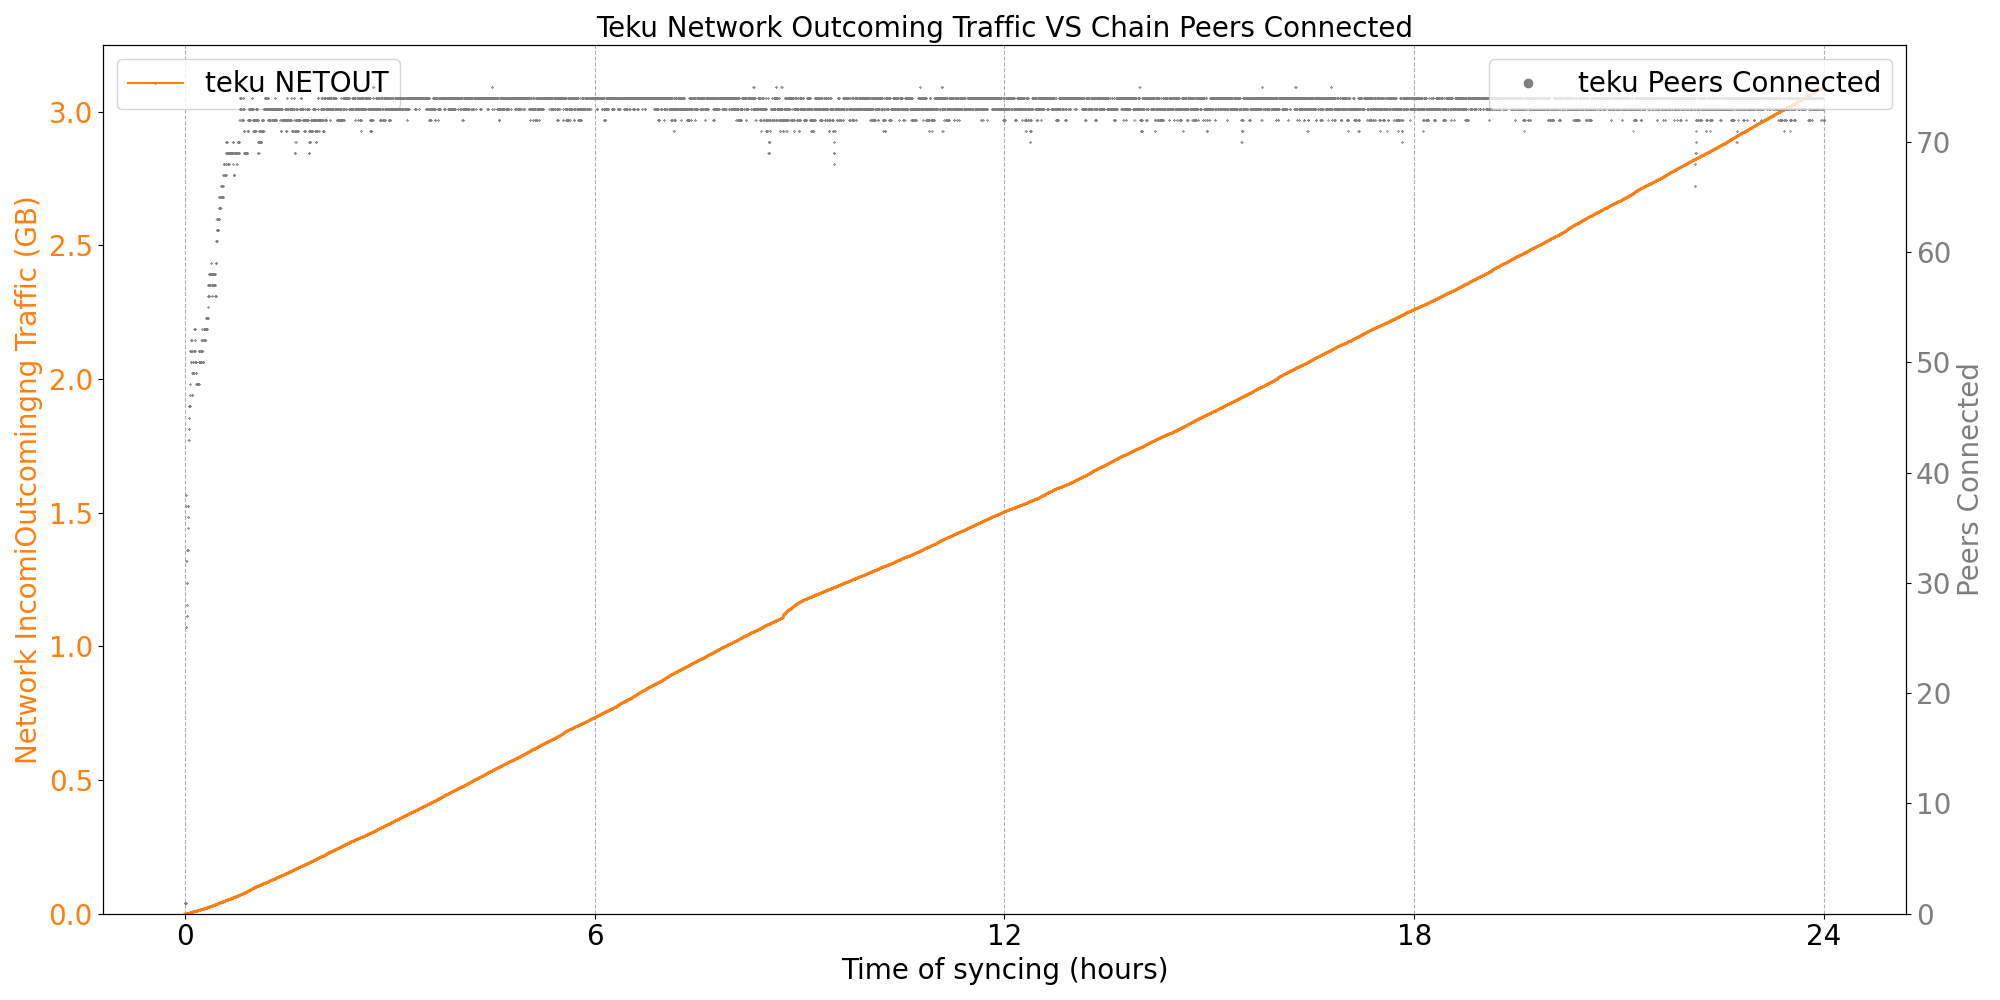 Teku Network Outcoming Traffic VS Chain Peers Connected
teku NETOUT
teku Peers Connected
Network IncomiOutcomingng Traffic (GB)
3.0
2.5
2.0
1.5
1.0
0.5
0.0
70
60
50
40
30
20
10
0
Peers Connected
0 6 12 18 24
Time of syncing (hours)